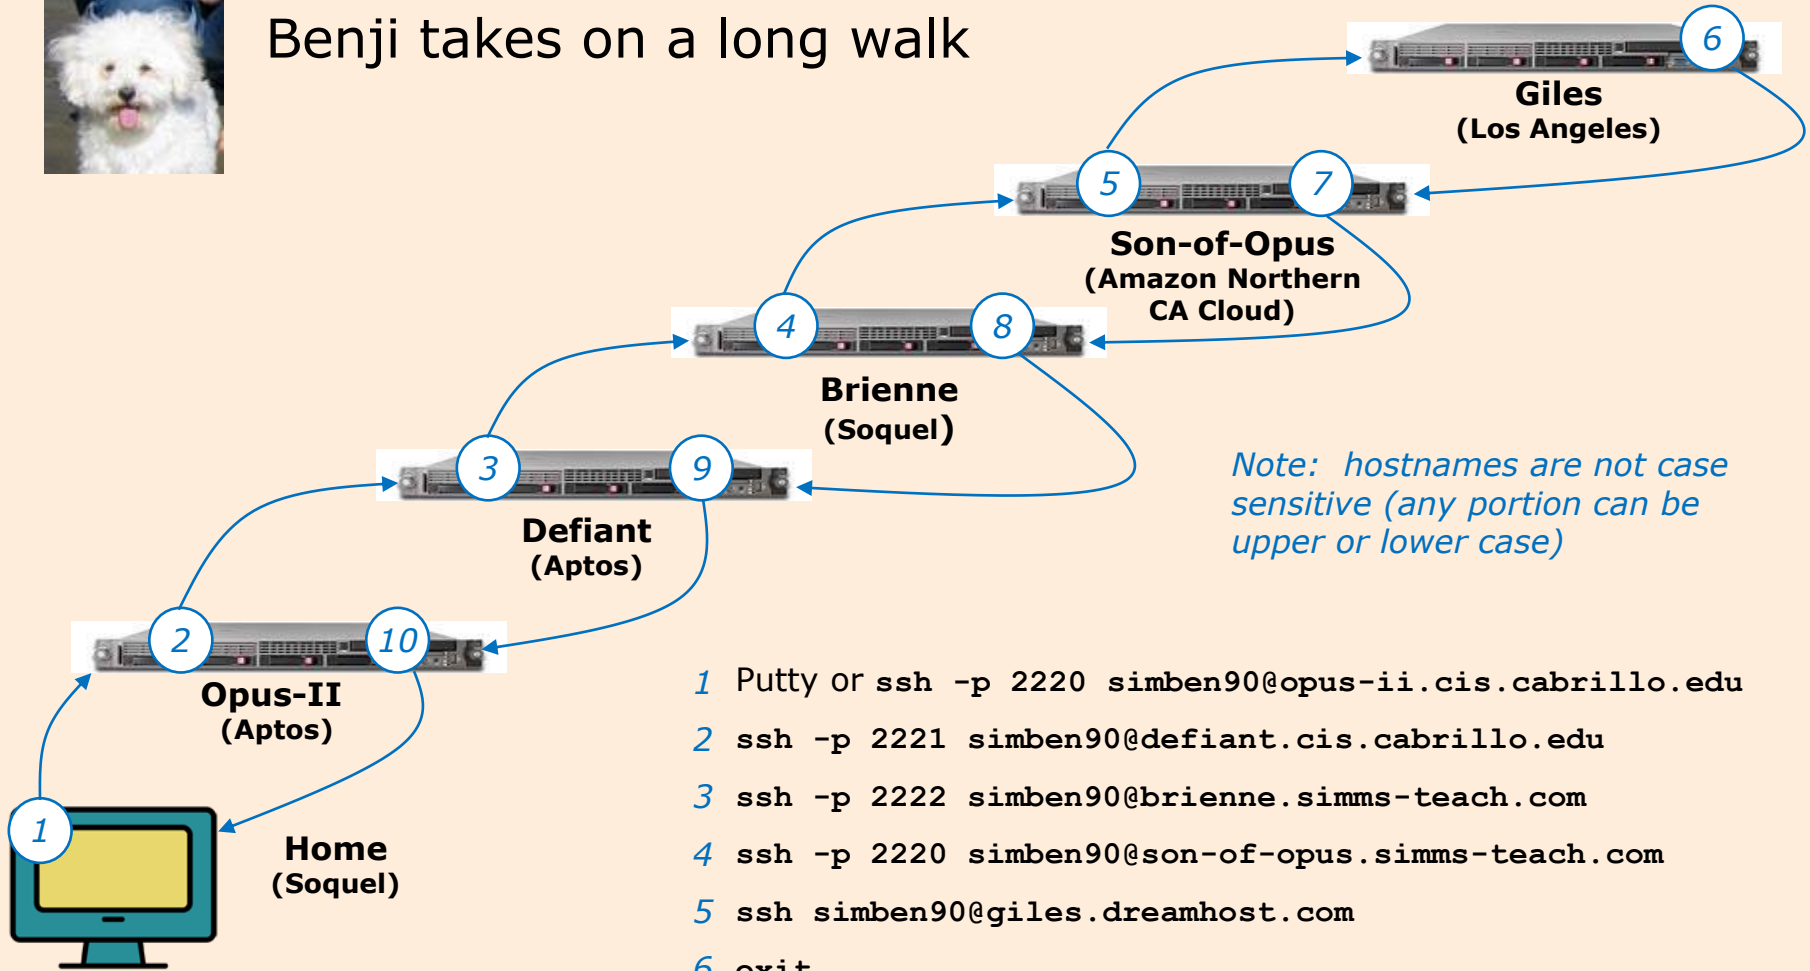 Benji takes on a long walk
6
Giles
(Los Angeles)
5
7
Son-of-Opus
(Amazon Northern
CA Cloud)
4
8
Brienne
(Soquel)
3
9
Defiant
(Aptos)
Note: hostnames are not case
sensitive (any portion can be
upper or lower case)
2
10
Opus-II
(Aptos)
1
Home
(Soquel)
1 Putty or ssh -p 2220 simben90@opus-ii.cis.cabrillo.edu
2 ssh -p 2221 simben90@defiant.cis.cabrillo.edu
3 ssh -p 2222 simben90@brienne.simms-teach.com
4 ssh -p 2220 simben90@son-of-opus.simms-teach.com
5 ssh simben90@giles.dreamhost.com
6 exit